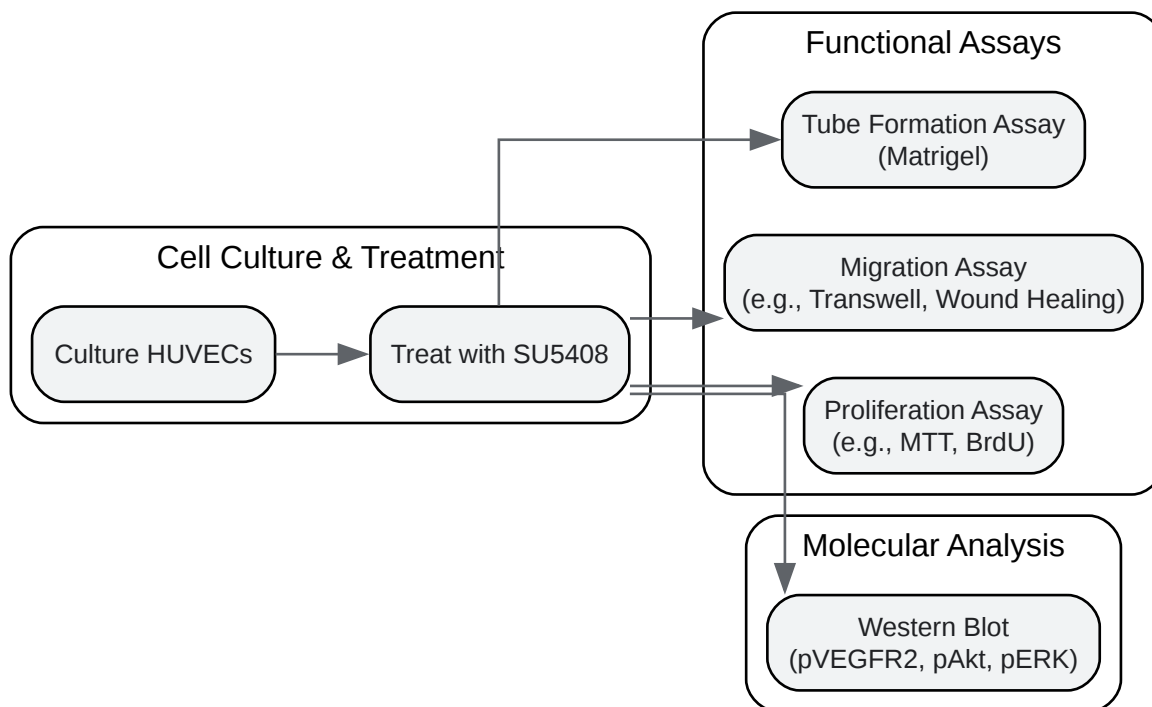 Functional Assays
Tube Formation Assay
(Matrigel)
Cell Culture & Treatment
Migration Assay
(e.g., Transwell, Wound Healing)
Culture HUVECs
Treat with SU5408
Proliferation Assay
(e.g., MTT, BrdU)
Molecular Analysis
Western Blot
(pVEGFR2, pAkt, pERK)